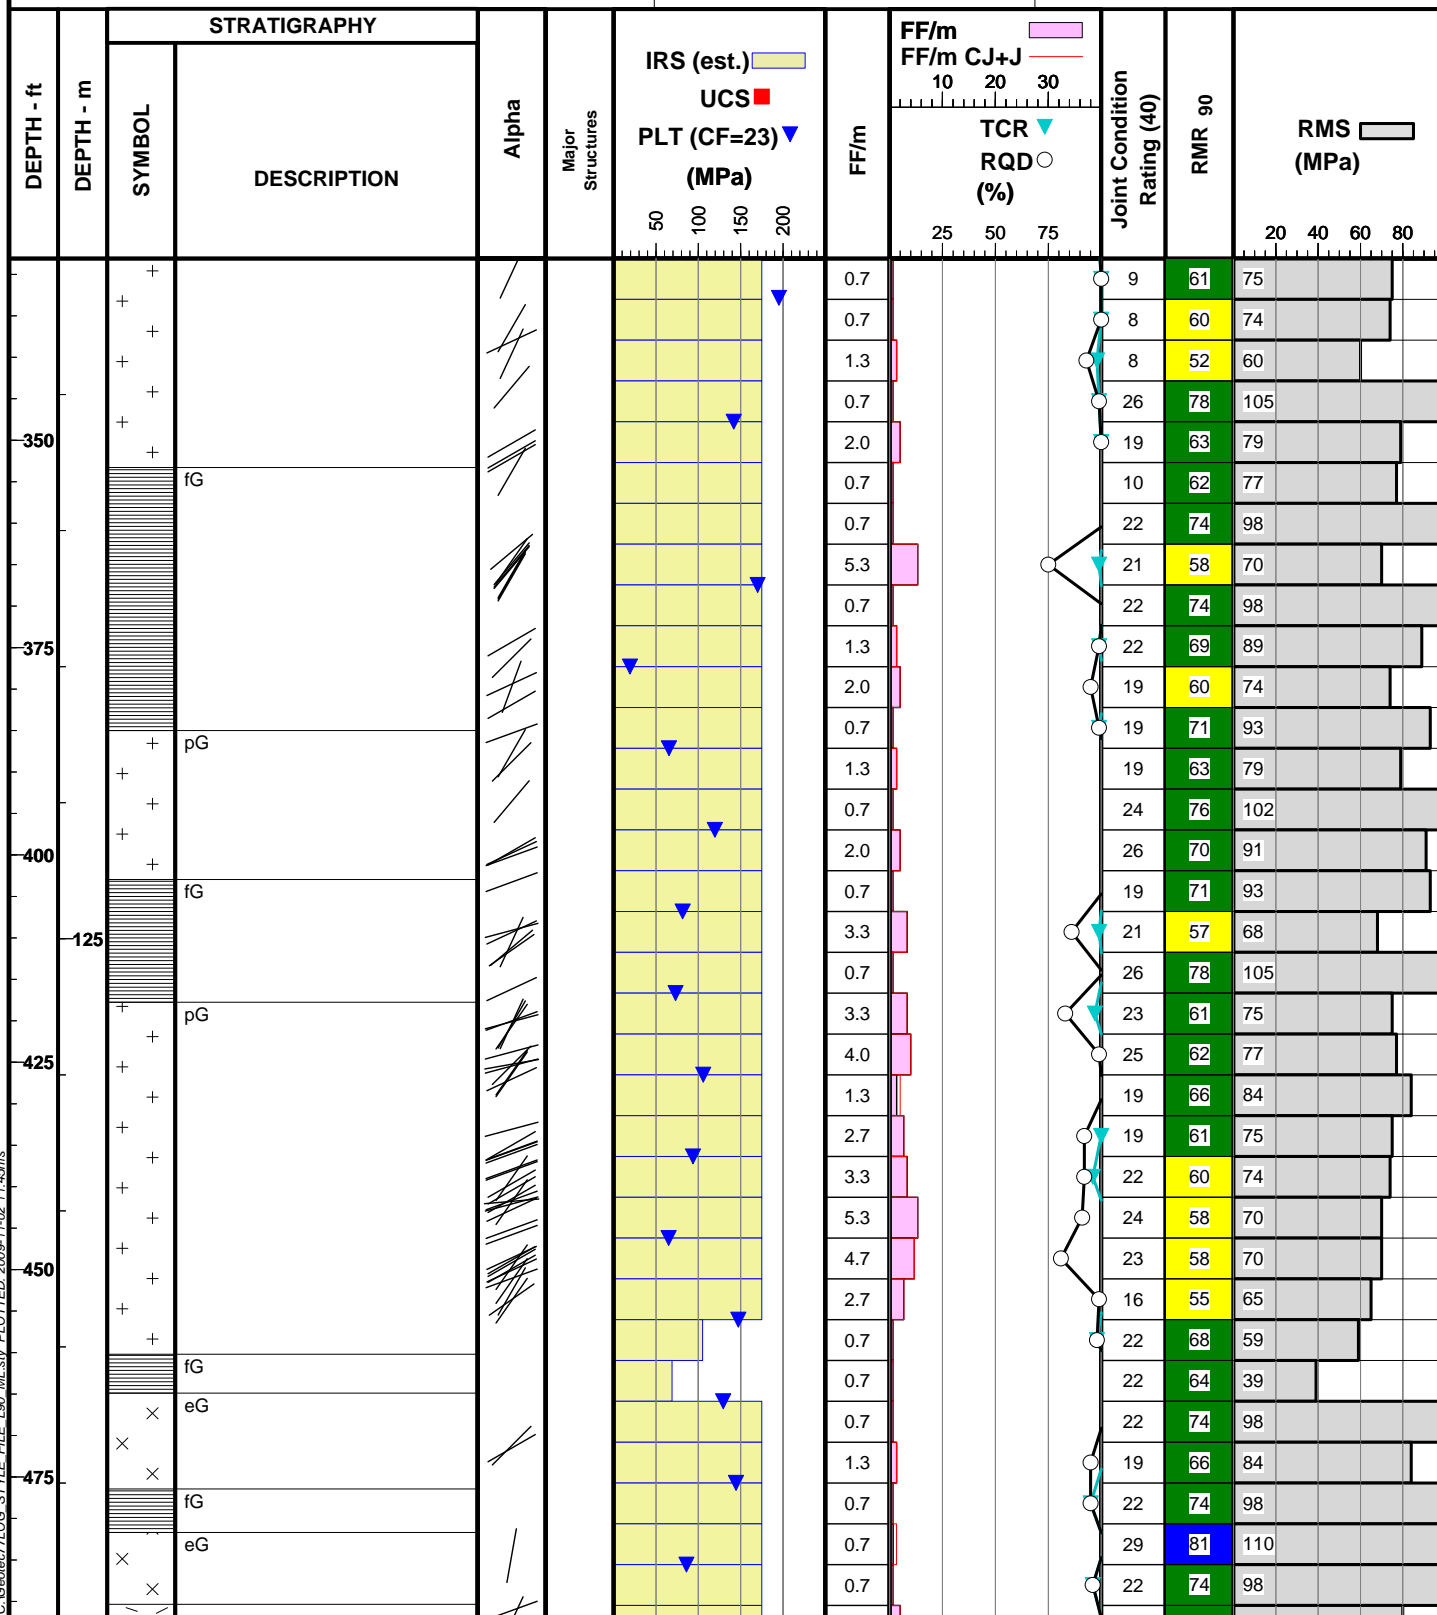 STRATIGRAPHY
DEPTH - ft
DEPTH - m
SYMBOL
DESCRIPTION
Alpha
Major
Structures
IRS (est.)
UCS
PLT (CF=23)
(MPa)
50 100 150 200
FF/m
FF/m
FF/m CJ+J
10 20 30
TCR
RQD
(%)
25 50 75
Joint Condition
Rating (40)
RMR 90
RMS
(MPa)
20 40 60 80
0.7 9 61 75
0.7 8 60 74
1.3 8 52 60
0.7 26 78 105
350 2.0 19 63 79
fG 0.7 10 62 77
0.7 22 74 98
5.3 21 58 70
0.7 22 74 98
375 1.3 22 69 89
2.0 19 60 74
0.7 19 71 93
pG
1.3 19 63 79
0.7 24 76 102
400 2.0 26 70 91
fG 0.7 19 71 93
125 3.3 21 57 68
0.7 26 78 105
pG 3.3 23 61 75
425 4.0 25 62 77
1.3 19 66 84
2.7 19 61 75
3.3 22 60 74
5.3 24 58 70
450 4.7 23 58 70
2.7 16 55 65
0.7 22 68 59
fG 0.7 22 64 39
eG 0.7 22 74 98
475 1.3 19 66 84
fG 0.7 22 74 98
eG 0.7 29 81 110
0.7 22 74 98